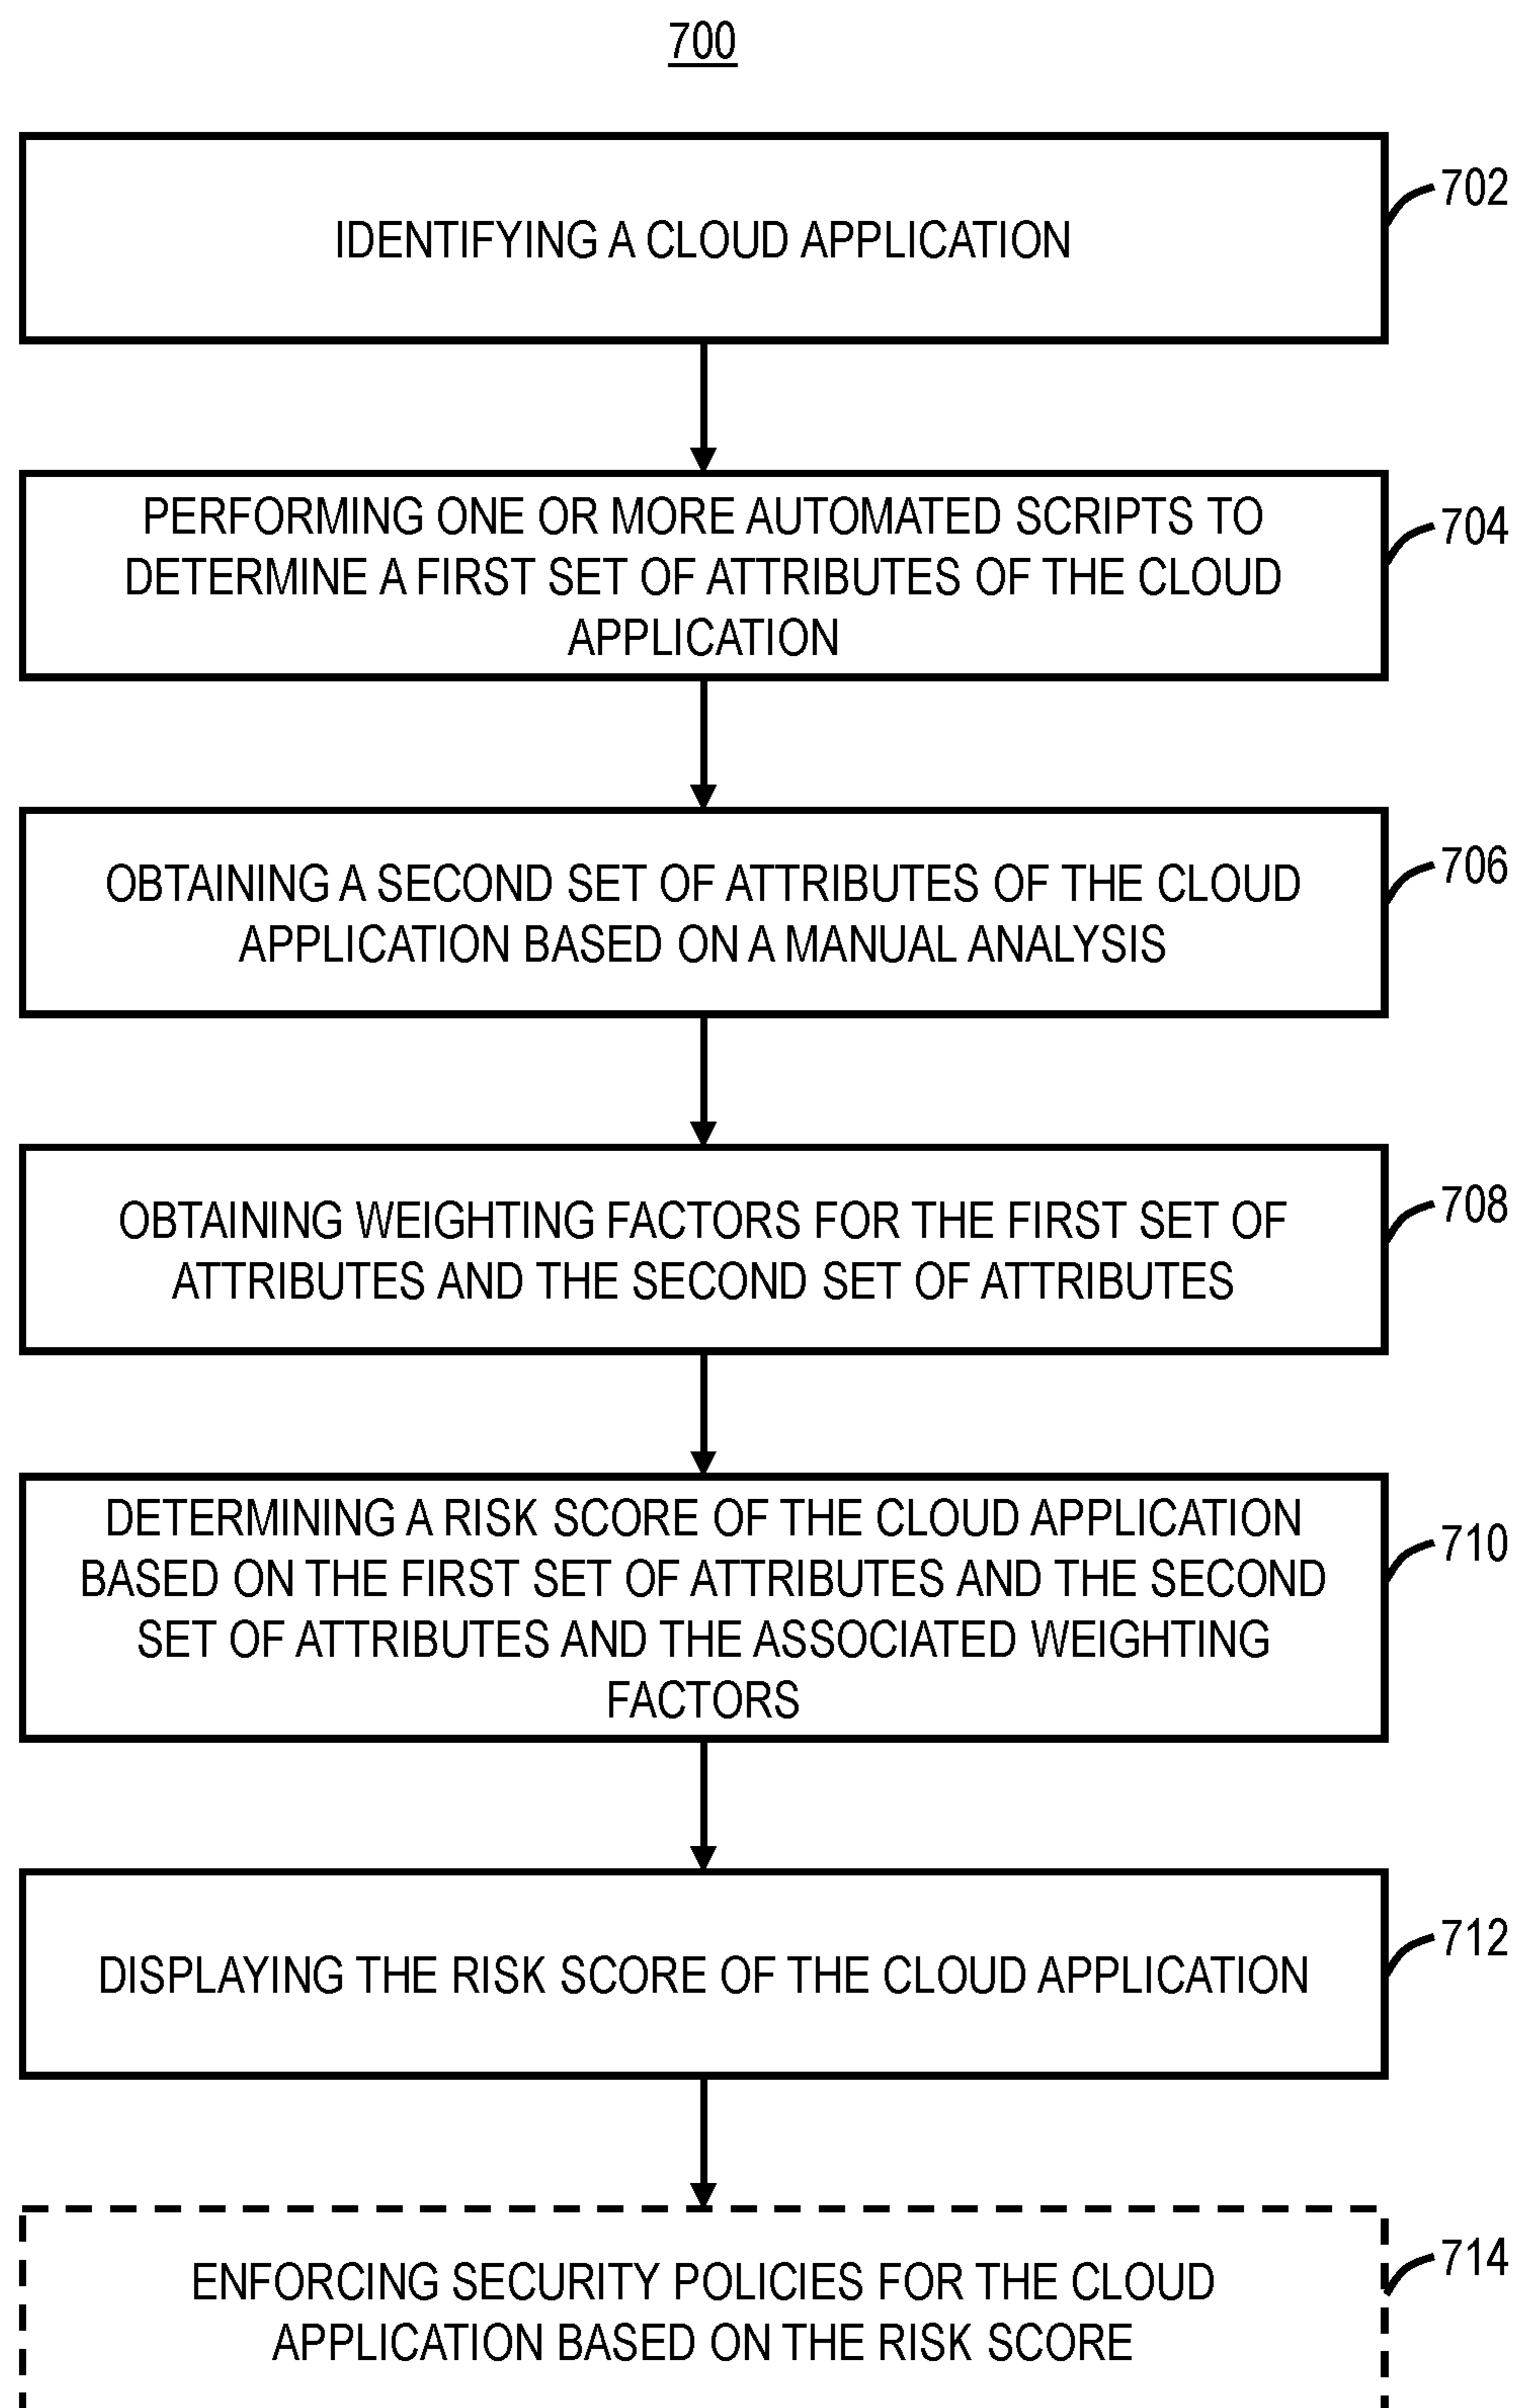 700
IDENTIFYING A CLOUD APPLICATION
702
PERFORMING ONE OR MORE AUTOMATED SCRIPTS TO
DETERMINE A FIRST SET OF ATTRIBUTES OF THE CLOUD
APPLICATION
704
OBTAINING A SECOND SET OF ATTRIBUTES OF THE CLOUD
APPLICATION BASED ON A MANUAL ANALYSIS
706
OBTAINING WEIGHTING FACTORS FOR THE FIRST SET OF
ATTRIBUTES AND THE SECOND SET OF ATTRIBUTES
708
DETERMINING A RISK SCORE OF THE CLOUD APPLICATION
BASED ON THE FIRST SET OF ATTRIBUTES AND THE SECOND
SET OF ATTRIBUTES AND THE ASSOCIATED WEIGHTING
FACTORS
710
DISPLAYING THE RISK SCORE OF THE CLOUD APPLICATION
712
ENFORCING SECURITY POLICIES FOR THE CLOUD
APPLICATION BASED ON THE RISK SCORE
714